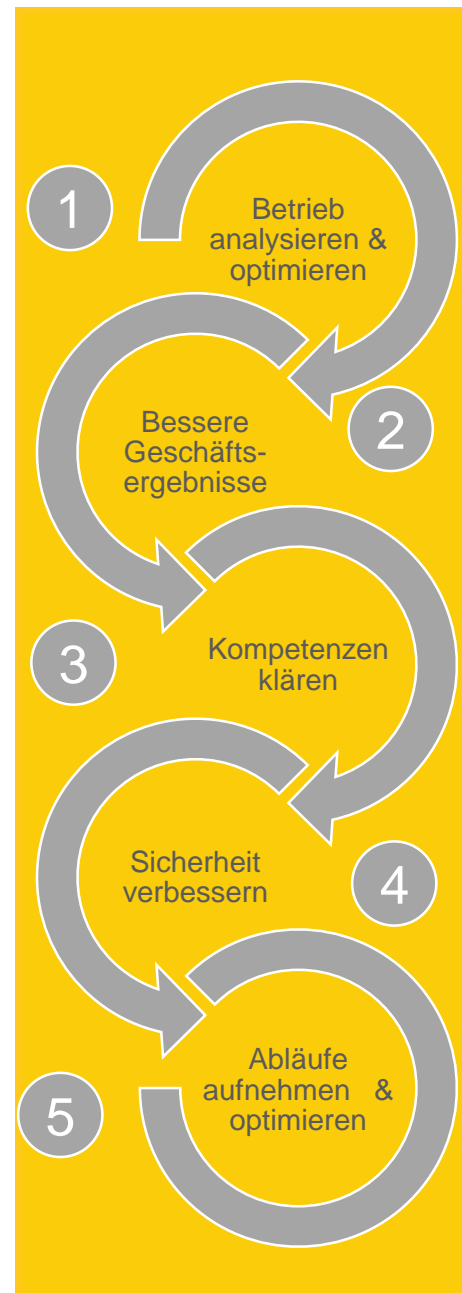 1
Betrieb
analysieren &
optimieren
2
Bessere
Geschäfts-
ergebnisse
3
Kompetenzen
klären
4
Sicherheit
verbessern
5
Abläufe
aufnehmen &
optimieren